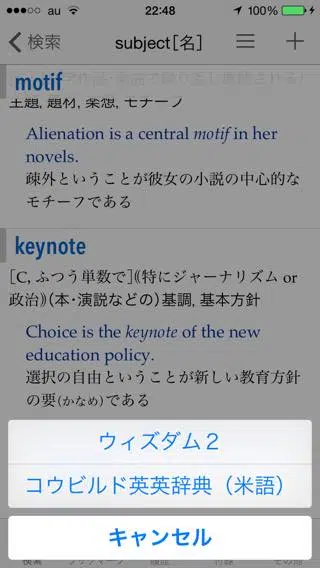 au 22:48 100%
検索 subject［名］
motif
主題, 題材, 楽想, モチーフ
Alienation is a central motif in her
novels.
疎外ということが彼女の小説の中心的な
モチーフである
keynote
[C, ふつう単数で]⸨特にジャーナリズム or
政治⸩(本・演説などの)基調, 基本方針
Choice is the keynote of the new
education policy.
選択の自由ということが新しい教育方針
の要(かなめ)である
ウィズダム２
コウビルド英英辞典（米語）
キャンセル